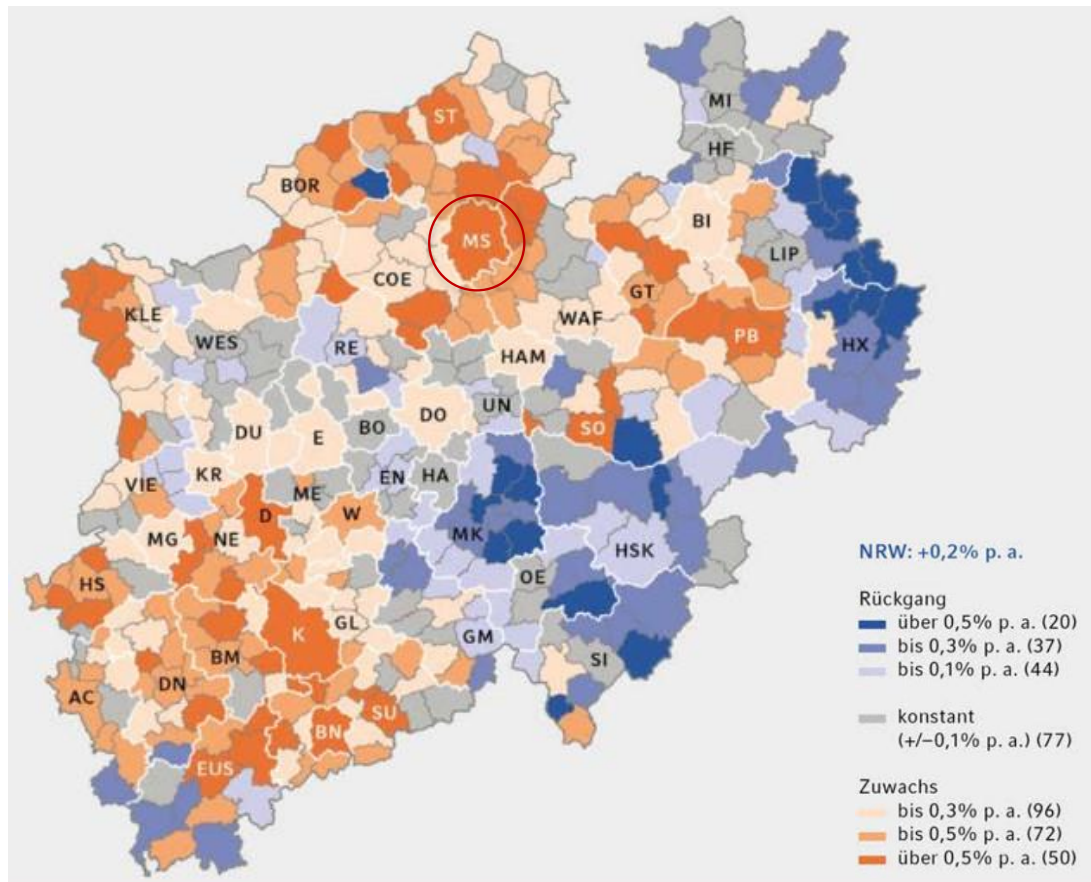 ST
MI
HF
BOR
MS
BI
LIP
COE
GT
KLE
WAF
WES
RE
PB
HX
HAM
UN
DO
SO
DU
E
BO
EN
HA
KR
VIE
ME
D
W
MK
MG
NE
HSK
OE
HS
GL
K
GM
BM
SI
AC
DN
SU
BN
EUS
NRW: +0,2% p. a.
Rückgang
über 0,5% p. a. (20)
bis 0,3% p. a. (37)
bis 0,1% p. a. (44)
konstant
(+/–0,1% p. a.) (77)
Zuwachs
bis 0,3% p. a. (96)
bis 0,5% p. a. (72)
über 0,5% p. a. (50)